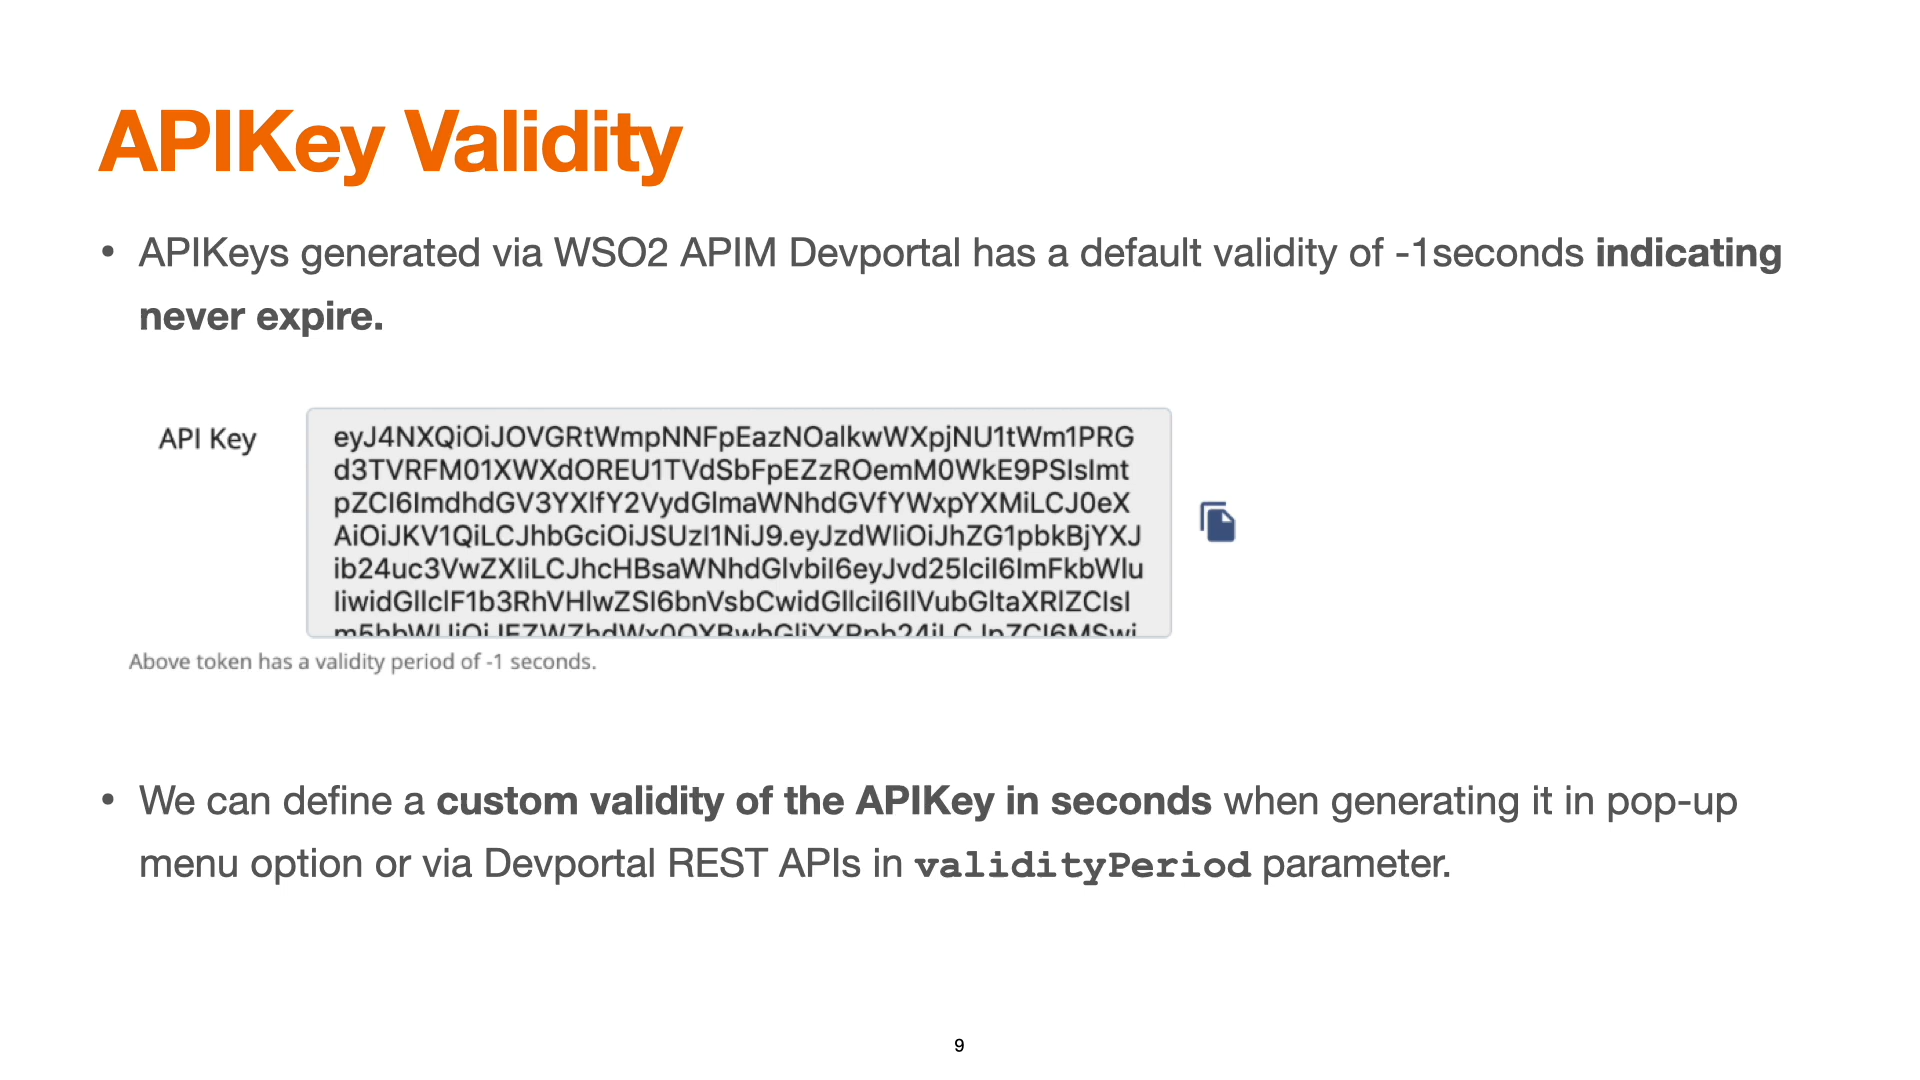 APIKey Validity
• APIKeys generated via WSO2 APIM Devportal has a default validity of -1seconds indicating
never expire.
API Key
eyJ4NXQiOiJOVGRtWmpNNFpEazNOalkwWXpjNU1tWm1PRG
d3TVRFM01XWXdOREU1TVdSbFpEZzROemM0WkE9PSIsImt
pZCI6ImdhdGV3YXlfY2VydGlmaWNhdGVfYWxpYXMiLCJ0eX
AiOiJKV1QiLCJhbGciOiJSUzI1NiJ9.eyJzdWIiOiJhZG1pbkBjYXJ
ib24uc3VwZXIiLCJhcHBsaWNhdGlvbiI6eyJvd25lciI6ImFkbWlu
IiwidGllclF1b3RhVHlwZSI6bnVsbCwidGllciI6IlVubGltaXRlZCIsI
Above token has a validity period of -1 seconds.
• We can define a custom validity of the APIKey in seconds when generating it in pop-up
menu option or via Devportal REST APIs in validityPeriod parameter.
9